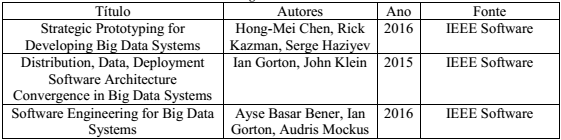 Título Autores Ano Fonte
Strategic Prototyping for Developing Big Data Systems Hong-Mei Chen, Rick Kazman, Serge Haziyev 2016 IEEE Software
Distribution, Data, Deployment Software Architecture Convergence in Big Data Systems Ian Gorton, John Klein 2015 IEEE Software
Software Engineering for Big Data Systems Ayse Basar Bener, Ian Gorton, Audris Mockus 2016 IEEE Software